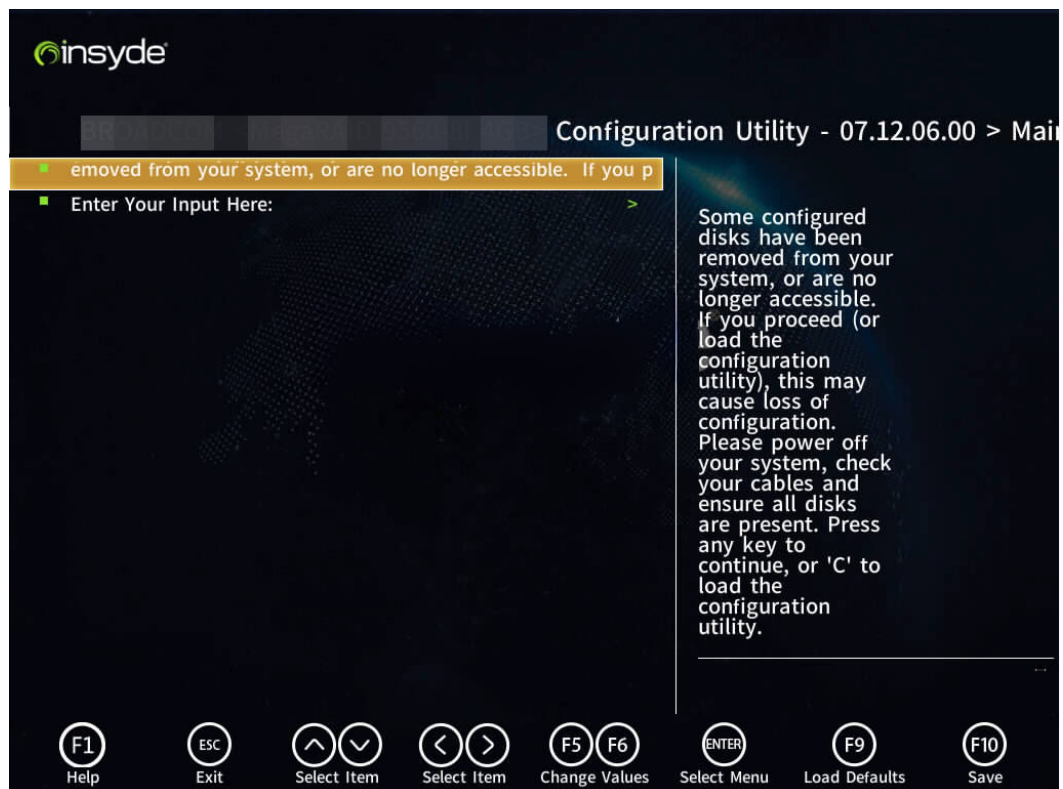 insyde
Configuration Utility - 07.12.06.00 > Mai
emoved from your system, or are no longer accessible. If you p
Enter Your Input Here: >
Some configured
disks have been
removed from your
system, or are no
longer accessible.
If you proceed (or
load the
configuration
utility), this may
cause loss of
configuration.
Please power off
your system, check
your cables and
ensure all disks
are present. Press
any key to
continue, or 'C' to
load the
configuration
utility.
F1 ESC F5 F6 ENTER F9 F10
Help Exit Select Item Select Item Change Values Select Menu Load Defaults Save